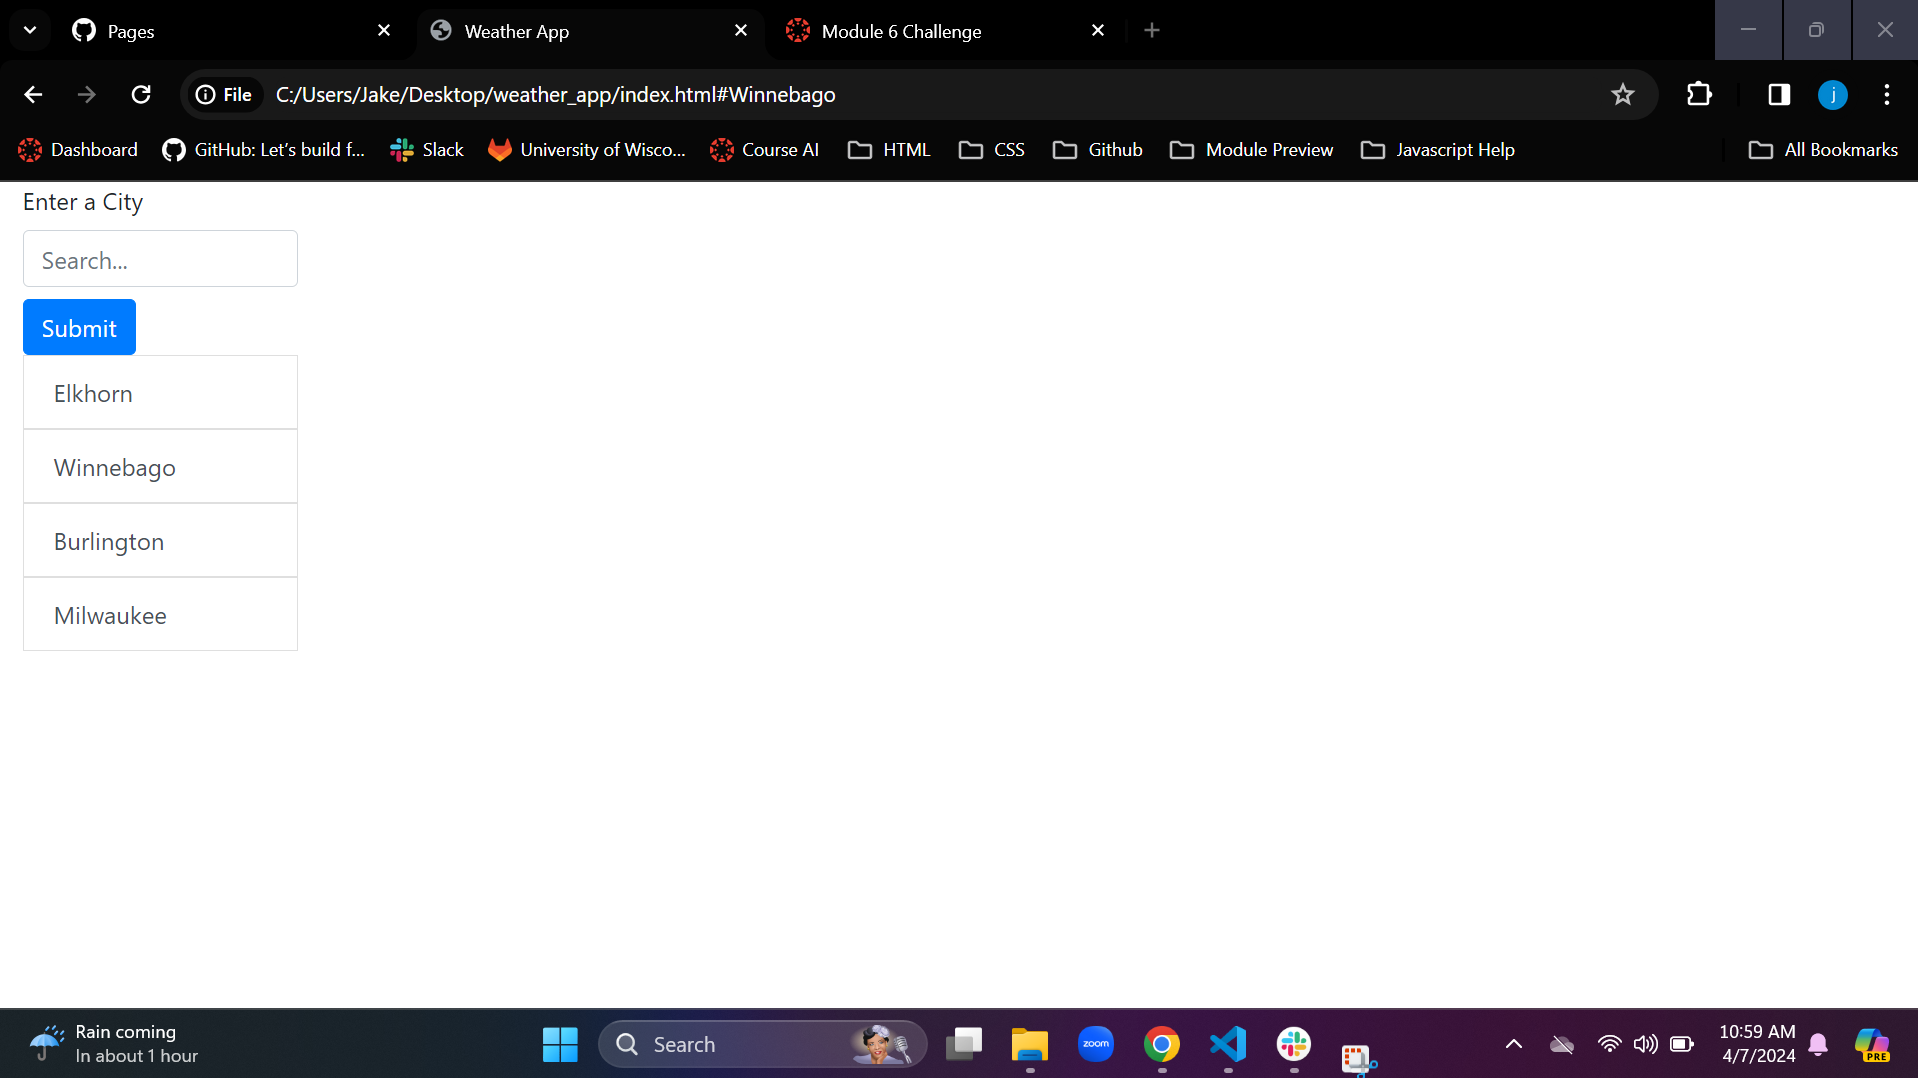 Pages
Weather App
Module 6 Challenge
File
C:/Users/Jake/Desktop/weather_app/index.html#Winnebago
j
Dashboard
GitHub: Let’s build f...
Slack
University of Wisco...
Course AI
HTML
CSS
Github
Module Preview
Javascript Help
All Bookmarks
Enter a City
Search...
Submit
Elkhorn
Winnebago
Burlington
Milwaukee
Rain coming
In about 1 hour
Search
zoom
10:59 AM
4/7/2024
PRE